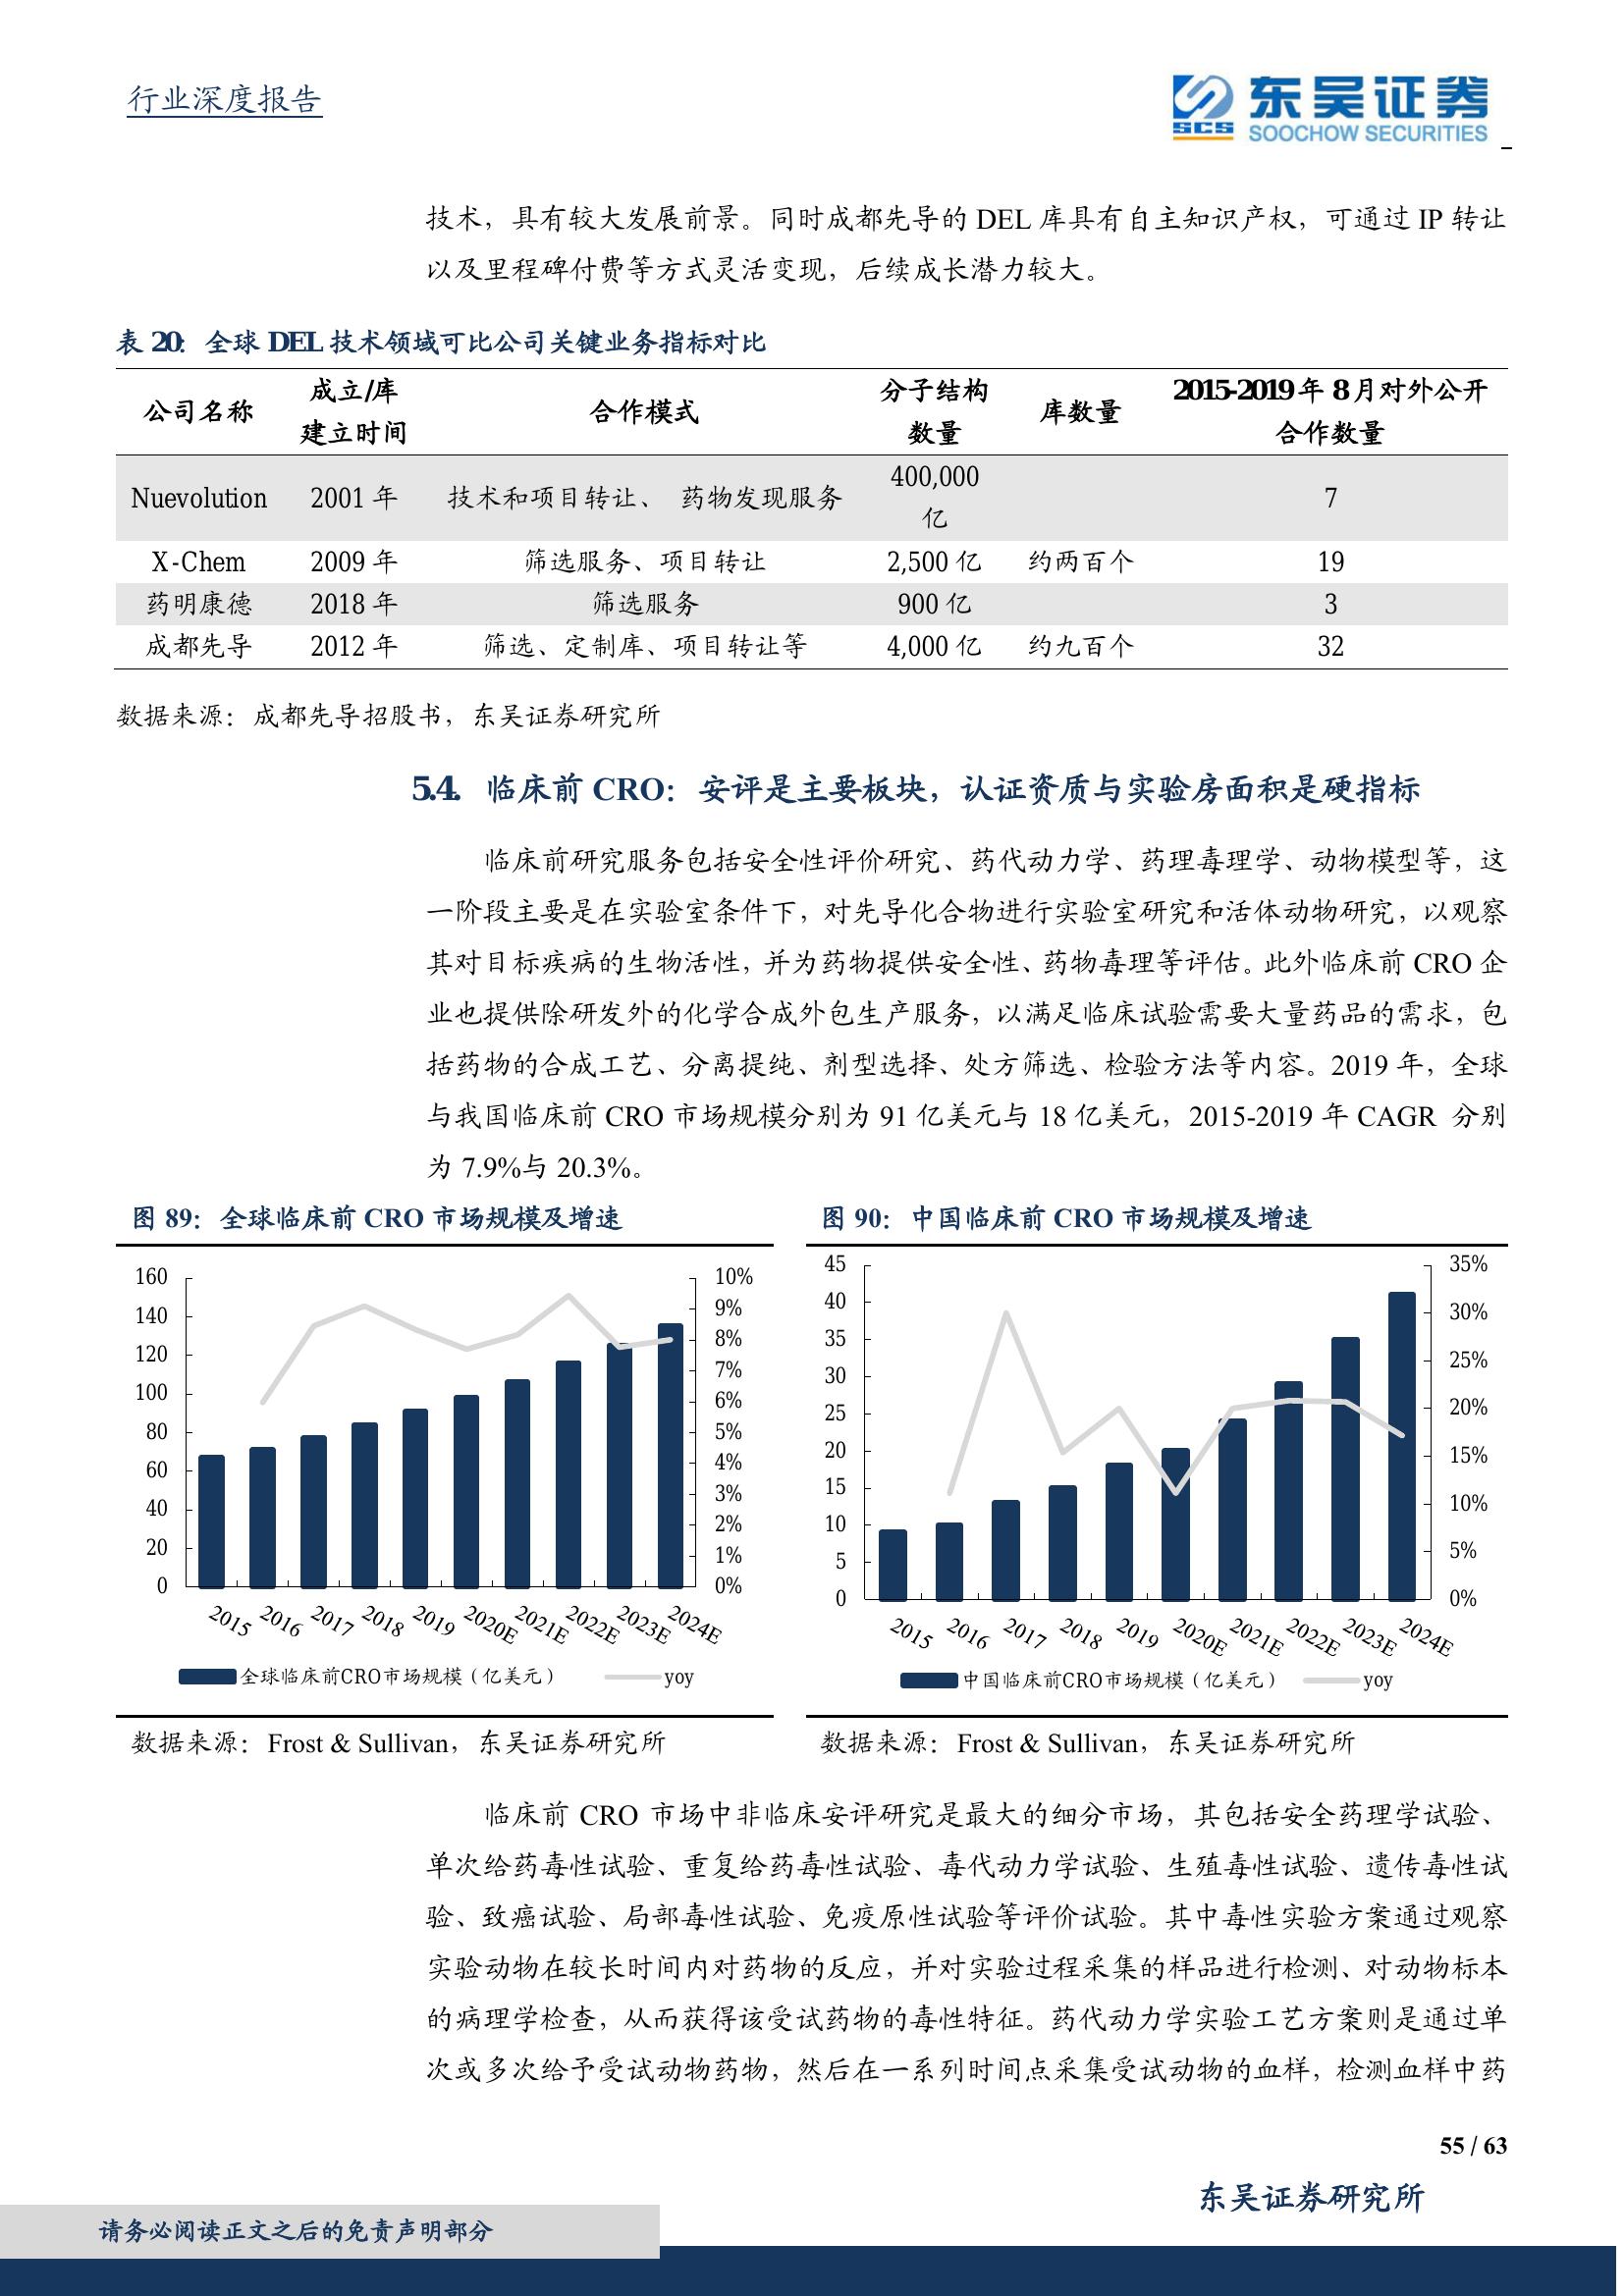 行业深度报告
东吴证券
SCS SOOCHOW SECURITIES
技术，具有较大发展前景。同时成都先导的 DEL 库具有自主知识产权，可通过 IP 转让
以及里程碑付费等方式灵活变现，后续成长潜力较大。
表 20：全球 DEL 技术领域可比公司关键业务指标对比
公司名称 成立/库建立时间 合作模式 分子结构数量 库数量 2015-2019 年 8 月对外公开合作数量
Nuevolution 2001 年 技术和项目转让、 药物发现服务 400,000 亿 7
X-Chem 2009 年 筛选服务、项目转让 2,500 亿 约两百个 19
药明康德 2018 年 筛选服务 900 亿 3
成都先导 2012 年 筛选、定制库、项目转让等 4,000 亿 约九百个 32
数据来源：成都先导招股书，东吴证券研究所
5.4. 临床前 CRO：安评是主要板块，认证资质与实验房面积是硬指标
临床前研究服务包括安全性评价研究、药代动力学、药理毒理学、动物模型等，这
一阶段主要是在实验室条件下，对先导化合物进行实验室研究和活体动物研究，以观察
其对目标疾病的生物活性，并为药物提供安全性、药物毒理等评估。此外临床前 CRO 企
业也提供除研发外的化学合成外包生产服务，以满足临床试验需要大量药品的需求，包
括药物的合成工艺、分离提纯、剂型选择、处方筛选、检验方法等内容。2019 年，全球
与我国临床前 CRO 市场规模分别为 91 亿美元与 18 亿美元，2015-2019 年 CAGR 分别
为 7.9%与 20.3%。
图 89：全球临床前 CRO 市场规模及增速
160
140
120
100
80
60
40
20
0
10%
9%
8%
7%
6%
5%
4%
3%
2%
1%
0%
2015 2016 2017 2018 2019 2020E 2021E 2022E 2023E 2024E
全球临床前CRO市场规模（亿美元） yoy
数据来源：Frost & Sullivan，东吴证券研究所
图 90：中国临床前 CRO 市场规模及增速
45
40
35
30
25
20
15
10
5
0
35%
30%
25%
20%
15%
10%
5%
0%
2015 2016 2017 2018 2019 2020E 2021E 2022E 2023E 2024E
中国临床前CRO市场规模（亿美元） yoy
数据来源：Frost & Sullivan，东吴证券研究所
临床前 CRO 市场中非临床安评研究是最大的细分市场，其包括安全药理学试验、
单次给药毒性试验、重复给药毒性试验、毒代动力学试验、生殖毒性试验、遗传毒性试
验、致癌试验、局部毒性试验、免疫原性试验等评价试验。其中毒性实验方案通过观察
实验动物在较长时间内对药物的反应，并对实验过程采集的样品进行检测、对动物标本
的病理学检查，从而获得该受试药物的毒性特征。药代动力学实验工艺方案则是通过单
次或多次给予受试动物药物，然后在一系列时间点采集受试动物的血样，检测血样中药
55 / 63
东吴证券研究所
请务必阅读正文之后的免责声明部分